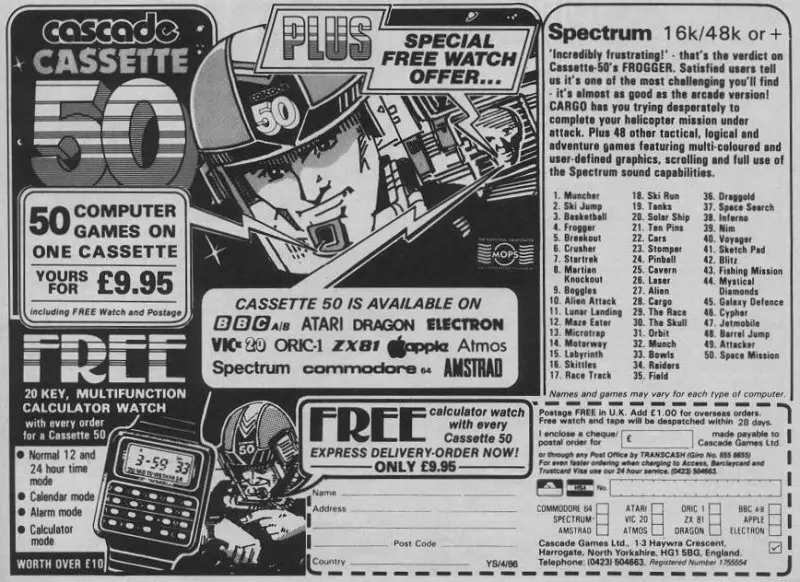 cascade
CASSETTE
50
50 COMPUTER
GAMES ON
ONE CASSETTE
YOURS
FOR £9.95
including FREE Watch and Postage
PLUS
SPECIAL
FREE WATCH
OFFER...
50
THE NATIONAL NEWSPAPER
MOPS
CASSETTE 50 IS AVAILABLE ON
BBC A/B ATARI DRAGON ELECTRON
VIC 20 ORIC-1 ZX81 apple Atmos
Spectrum commodore 64 AMSTRAD
FREE
20 KEY, MULTIFUNCTION
CALCULATOR WATCH
with every order
for a Cassette 50
• Normal 12 and
24 hour time
mode
• Calendar mode
• Alarm mode
• Calculator
mode
WORTH OVER £10
3-59 33
50
FREE
calculator watch
with every
Cassette 50
EXPRESS DELIVERY-ORDER NOW!
ONLY £9.95
Name
Address
Post Code
Country
YS/4/86
Spectrum 16k/48k or +
'Incredibly frustrating!' - that's the verdict on
Cassette-50's FROGGER. Satisfied users tell
us it's one of the most challenging you'll find
- it's almost as good as the arcade version!
CARGO has you trying desperately to
complete your helicopter mission under
attack. Plus 48 other tactical, logical and
adventure games featuring multi-coloured and
user-defined graphics, scrolling and full use of
the Spectrum sound capabilities.
1. Muncher
2. Ski Jump
3. Basketball
4. Frogger
5. Breakout
6. Crusher
7. Startrek
8. Martian
Knockout
9. Boggles
10. Alien Attack
11. Lunar Landing
12. Maze Eater
13. Microtrap
14. Motorway
15. Labyrinth
16. Skittles
17. Race Track
18. Ski Run
19. Tanks
20. Solar Ship
21. Ten Pins
22. Cars
23. Stomper
24. Pinball
25. Cavern
26. Laser
27. Alien
28. Cargo
29. The Race
30. The Skull
31. Orbit
32. Munch
33. Bowls
34. Raiders
35. Field
36. Draggold
37. Space Search
38. Inferno
39. Nim
40. Voyager
41. Sketch Pad
42. Blitz
43. Fishing Mission
44. Mystical
Diamonds
45. Galaxy Defence
46. Cypher
47. Jetmobile
48. Barrel Jump
49. Attacker
50. Space Mission
Names and games may vary for each type of computer.
Postage FREE in U.K. Add £1.00 for overseas orders.
Free watch and tape will be despatched within 28 days.
I enclose a cheque/
postal order for
£
made payable to
Cascade Games Ltd.
or through any Post Office by TRANSCASH (Giro No. 655 6655)
For even faster ordering when charging to Access, Barclaycard and
Trustcard Visa use our 24 hour service. (0423) 504663.
VISA No.
COMMODORE 64 ATARI ORIC 1 BBC A/B
SPECTRUM VIC 20 ZX 81 APPLE
AMSTRAD ATMOS DRAGON ELECTRON
Cascade Games Ltd., 1-3 Haywra Crescent,
Harrogate, North Yorkshire, HG1 5BG, England.
Telephone: (0423) 504663. Registered Number 1755554